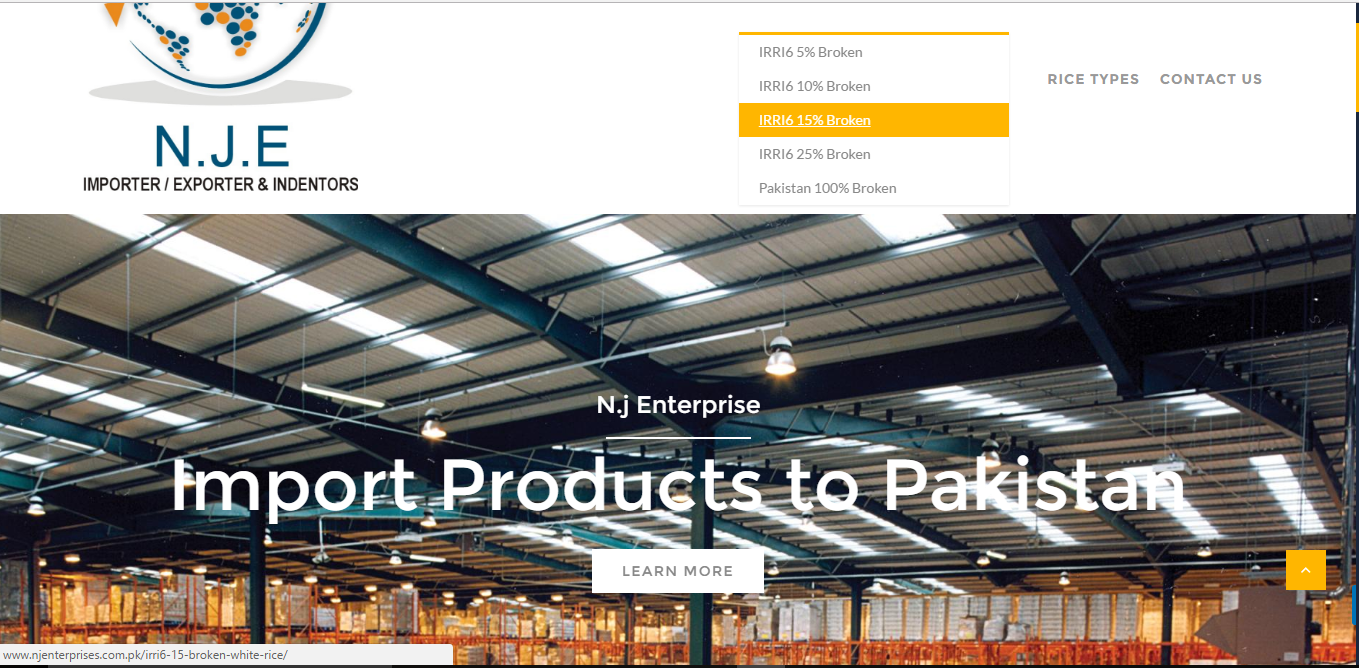 N.J.E
IMPORTER / EXPORTER & INDENTORS
IRRI6 5% Broken
IRRI6 10% Broken
IRRI6 15% Broken
IRRI6 25% Broken
Pakistan 100% Broken
RICE TYPES
CONTACT US
N.j Enterprise
Import Products to Pakistan
LEARN MORE
www.njenterprises.com.pk/irri6-15-broken-white-rice/